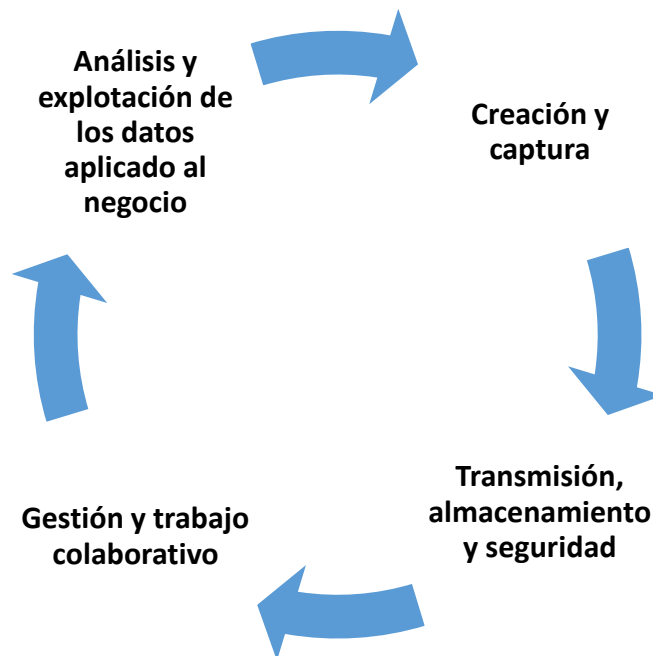 Análisis y
explotación de
los datos
aplicado al
negocio
Creación y
captura
Transmisión,
almacenamiento
y seguridad
Gestión y trabajo
colaborativo